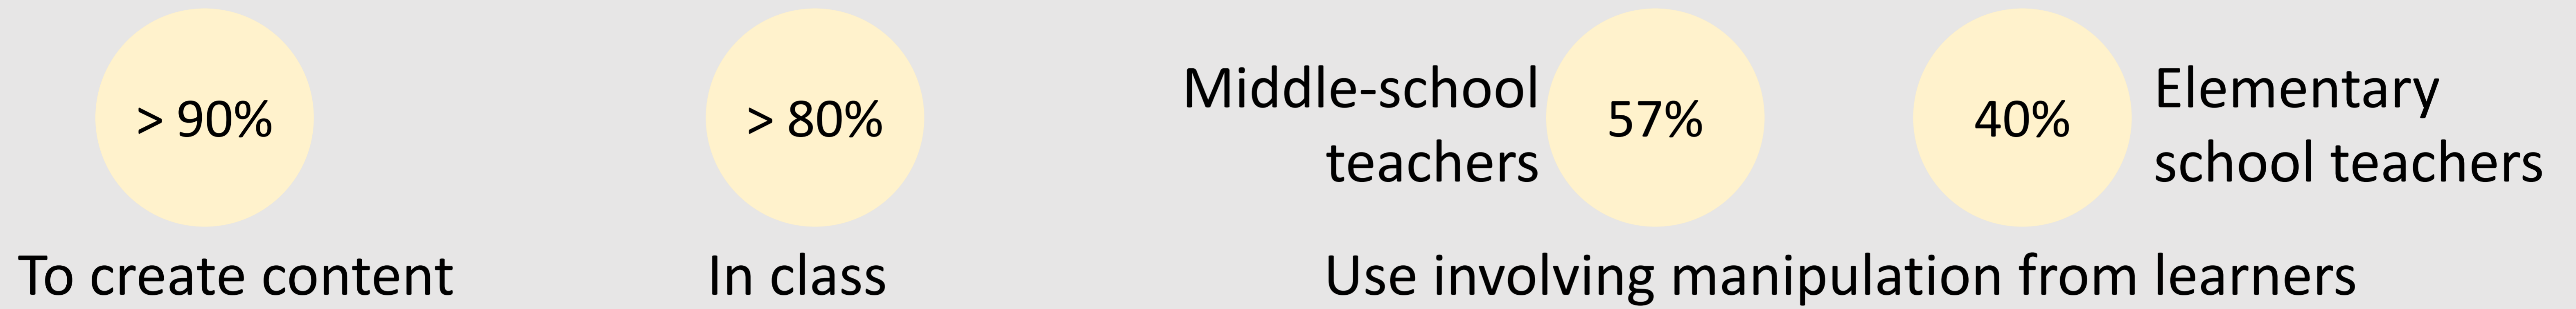 > 90%
To create content
> 80%
In class
Middle-school
teachers
57%
40%
Elementary
school teachers
Use involving manipulation from learners